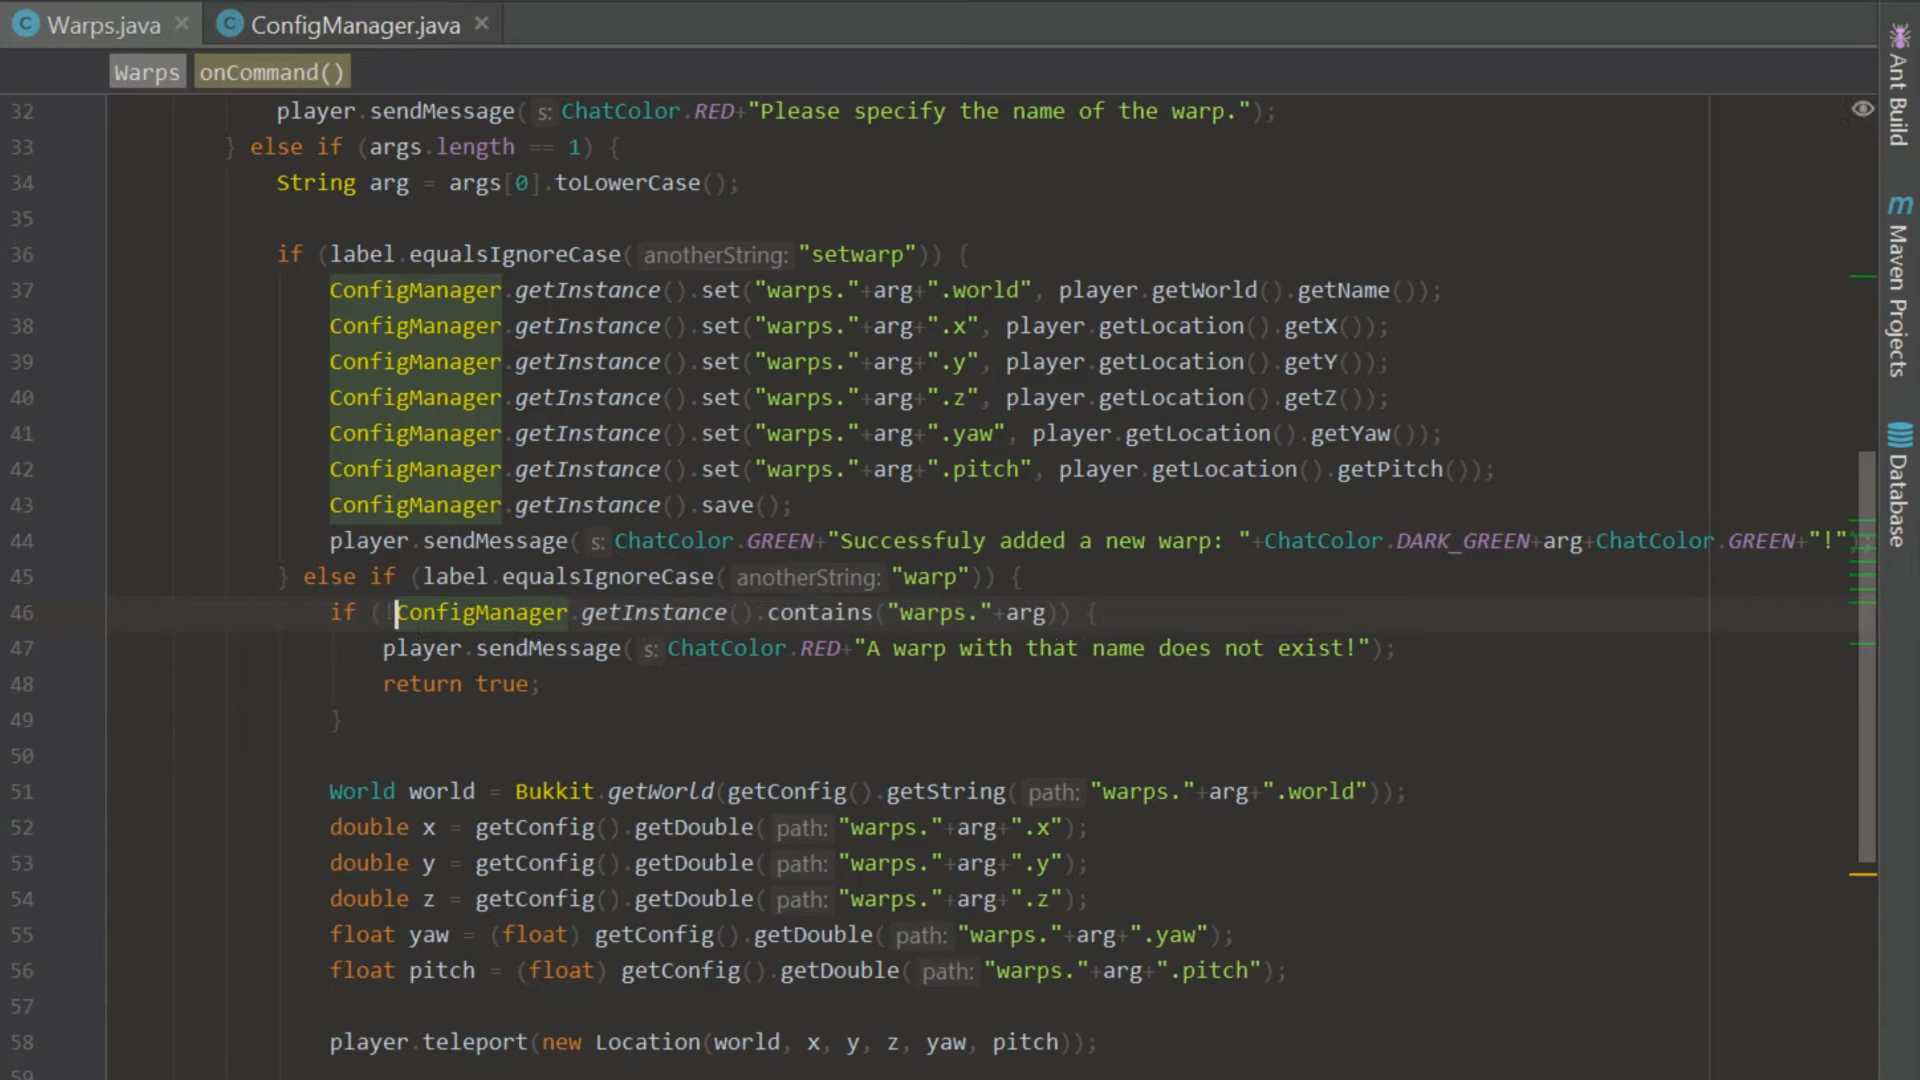 Warps.java
ConfigManager.java
Warps onCommand()
32 player.sendMessage( s: ChatColor.RED+"Please specify the name of the warp.");
33 } else if (args.length == 1) {
34 String arg = args[0].toLowerCase();
35
36 if (label.equalsIgnoreCase( anotherString: "setwarp")) {
37 ConfigManager.getInstance().set("warps."+arg+".world", player.getWorld().getName());
38 ConfigManager.getInstance().set("warps."+arg+".x", player.getLocation().getX());
39 ConfigManager.getInstance().set("warps."+arg+".y", player.getLocation().getY());
40 ConfigManager.getInstance().set("warps."+arg+".z", player.getLocation().getZ());
41 ConfigManager.getInstance().set("warps."+arg+".yaw", player.getLocation().getYaw());
42 ConfigManager.getInstance().set("warps."+arg+".pitch", player.getLocation().getPitch());
43 ConfigManager.getInstance().save();
44 player.sendMessage( s: ChatColor.GREEN+"Successfuly added a new warp: "+ChatColor.DARK_GREEN+arg+ChatColor.GREEN+"!");
45 } else if (label.equalsIgnoreCase( anotherString: "warp")) {
46 if (!ConfigManager.getInstance().contains("warps."+arg)) {
47 player.sendMessage( s: ChatColor.RED+"A warp with that name does not exist!");
48 return true;
49 }
50
51 World world = Bukkit.getWorld(getConfig().getString( path: "warps."+arg+".world"));
52 double x = getConfig().getDouble( path: "warps."+arg+".x");
53 double y = getConfig().getDouble( path: "warps."+arg+".y");
54 double z = getConfig().getDouble( path: "warps."+arg+".z");
55 float yaw = (float) getConfig().getDouble( path: "warps."+arg+".yaw");
56 float pitch = (float) getConfig().getDouble( path: "warps."+arg+".pitch");
57
58 player.teleport(new Location(world, x, y, z, yaw, pitch));
59
Ant Build
Maven Projects
Database